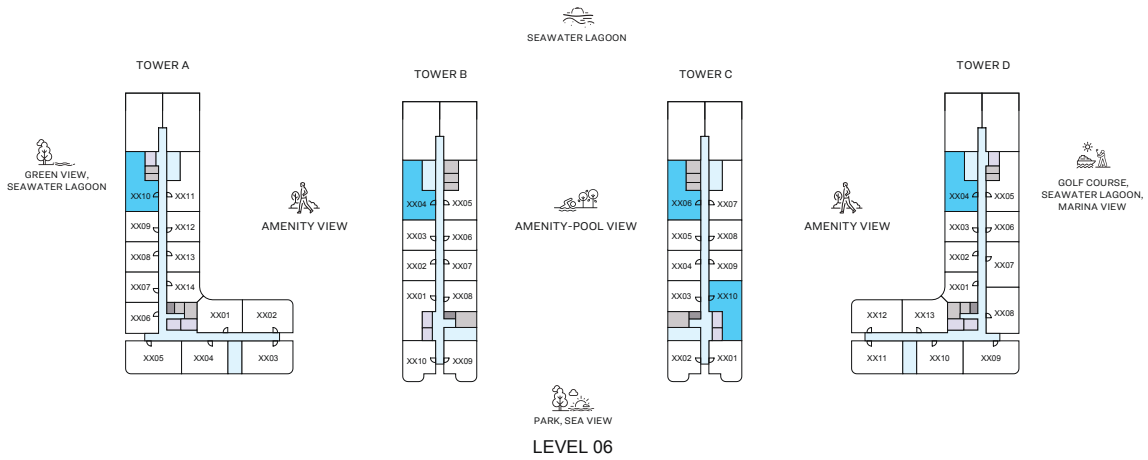 SEAWATER LAGOON
TOWER A
TOWER B
TOWER C
TOWER D
GREEN VIEW,
SEAWATER LAGOON
AMENITY VIEW
AMENITY-POOL VIEW
AMENITY VIEW
GOLF COURSE,
SEAWATER LAGOON,
MARINA VIEW
XX10
XX11
XX09
XX12
XX08
XX13
XX07
XX14
XX06
XX01
XX02
XX05
XX04
XX03
XX04
XX05
XX03
XX06
XX02
XX07
XX01
XX08
XX10
XX09
XX06
XX07
XX05
XX08
XX04
XX09
XX03
XX10
XX02
XX01
XX04
XX05
XX03
XX06
XX02
XX07
XX01
XX08
XX12
XX13
XX11
XX10
XX09
PARK, SEA VIEW
LEVEL 06